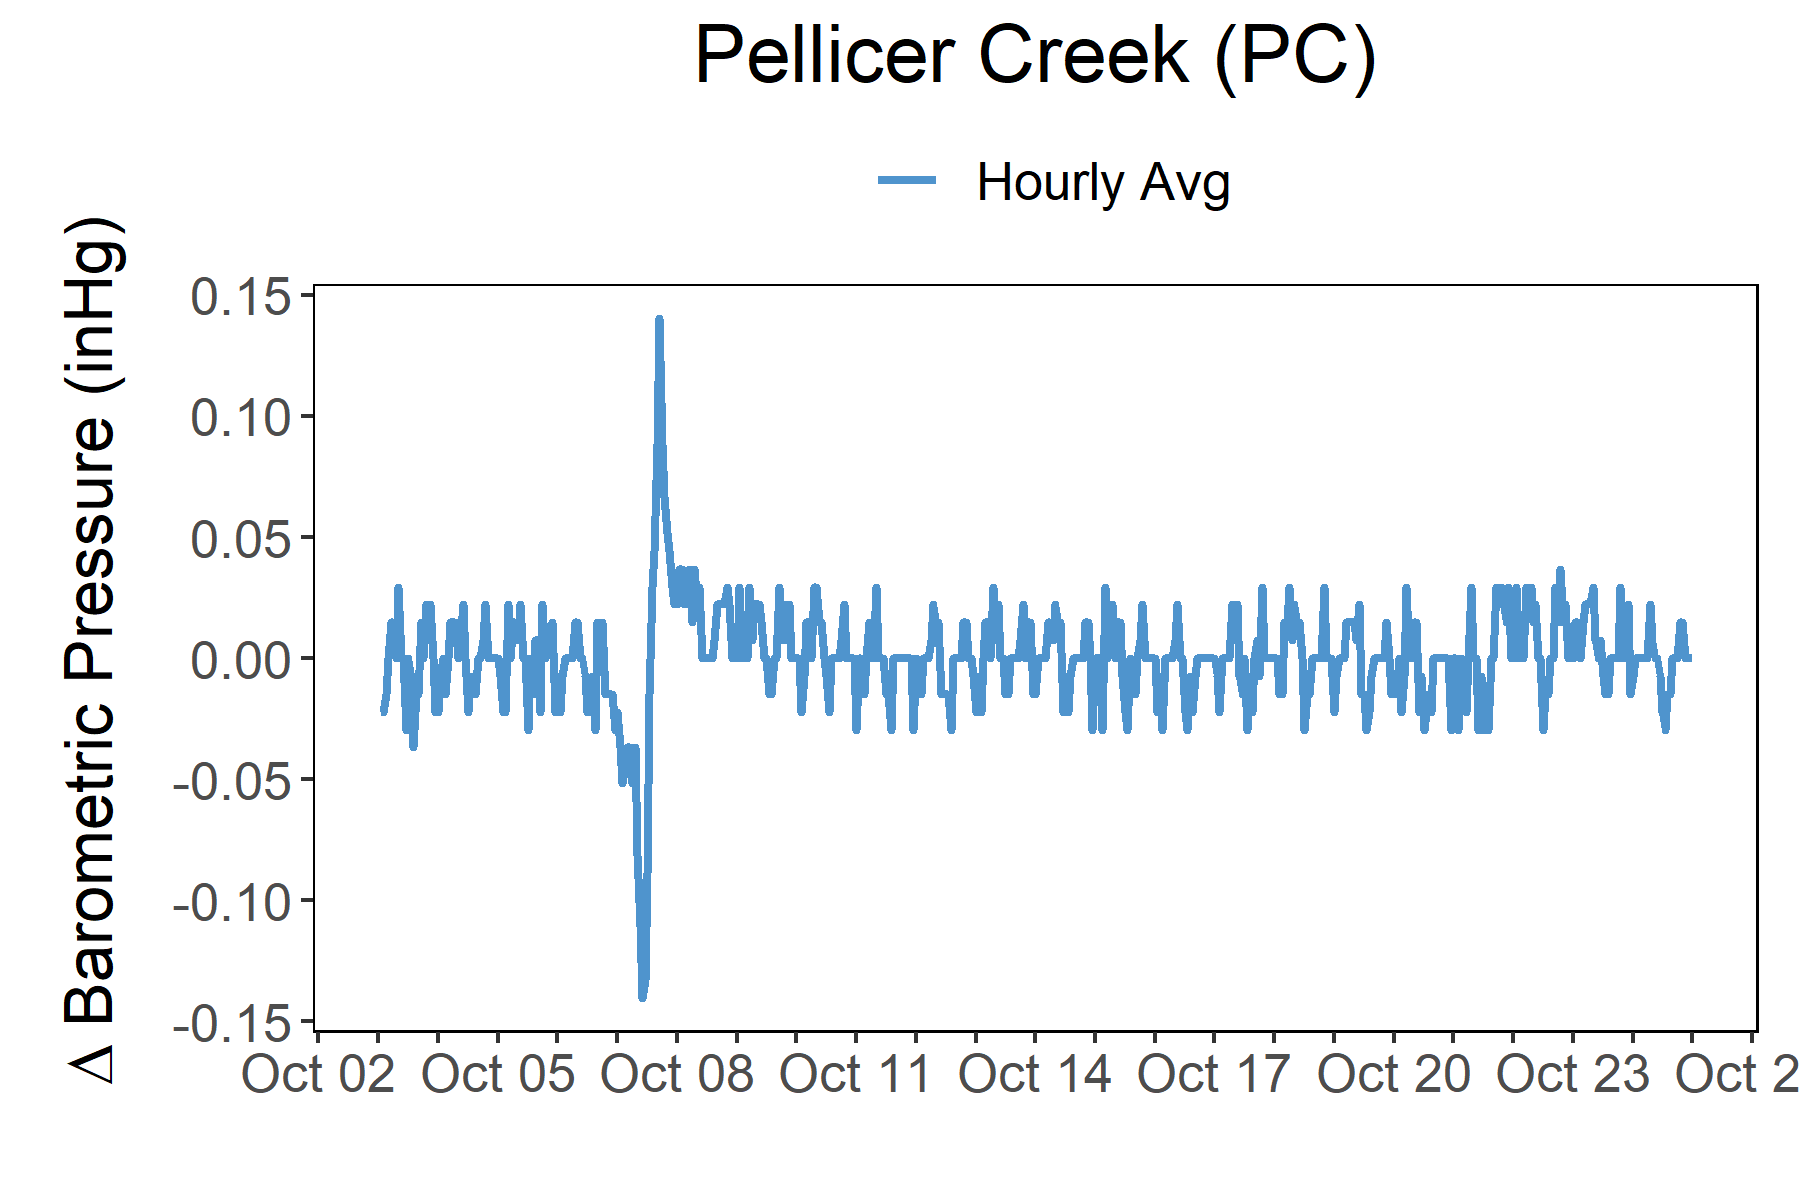 Pellicer Creek (PC)
Hourly Avg
Δ Barometric Pressure (inHg)
0.15
0.10
0.05
0.00
-0.05
-0.10
-0.15
Oct 02 Oct 05 Oct 08 Oct 11 Oct 14 Oct 17 Oct 20 Oct 23 Oct 2